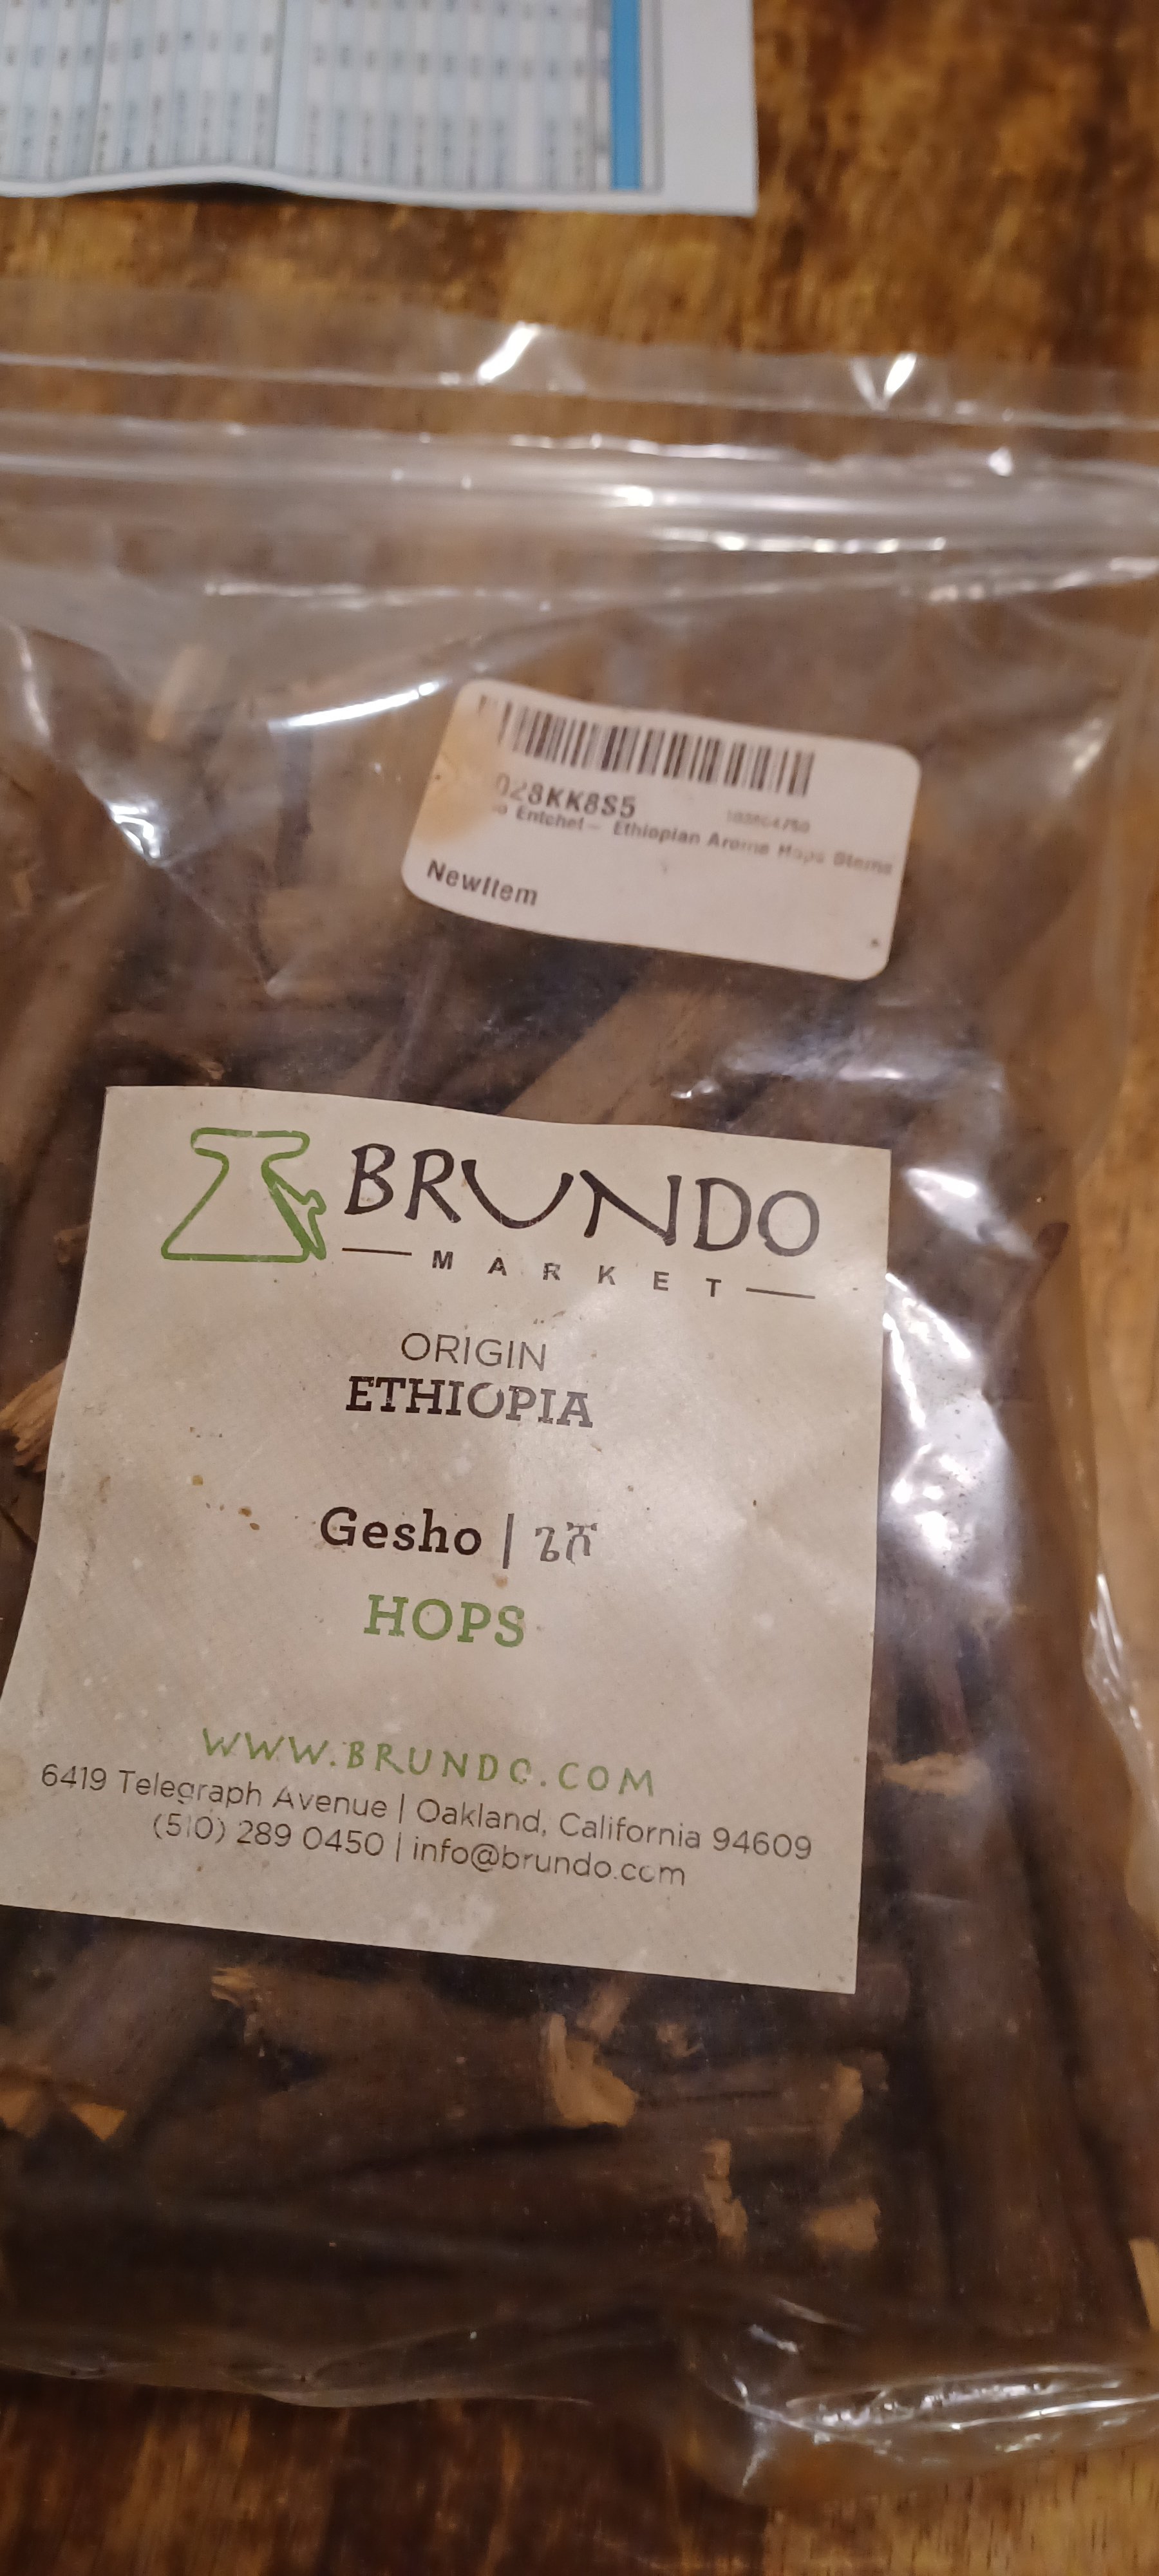 028KK8S5
Entchet – Ethiopian Aroma Hops Stems
NewItem
BRUNDO
MARKET
ORIGIN
ETHIOPIA
Gesho | ጌሾ
HOPS
WWW.BRUNDO.COM
6419 Telegraph Avenue | Oakland, California 94609
(510) 289 0450 | info@brundo.com